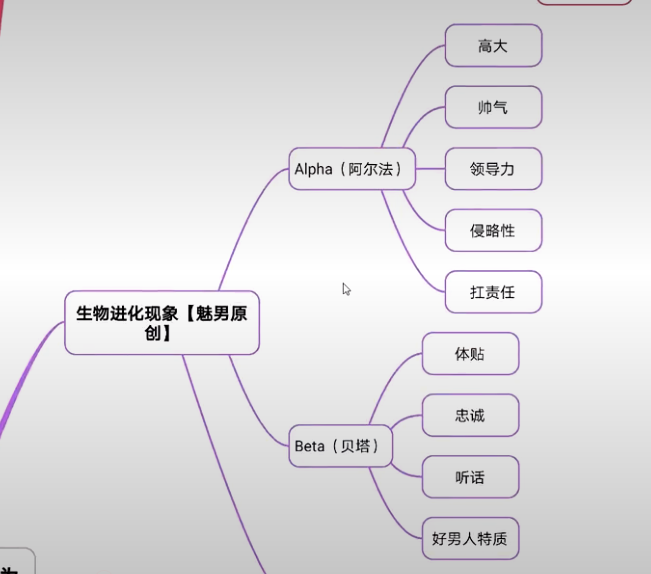 高大
帅气
Alpha（阿尔法）
领导力
侵略性
扛责任
生物进化现象【魅男原
创】
体贴
忠诚
Beta（贝塔）
听话
好男人特质
为